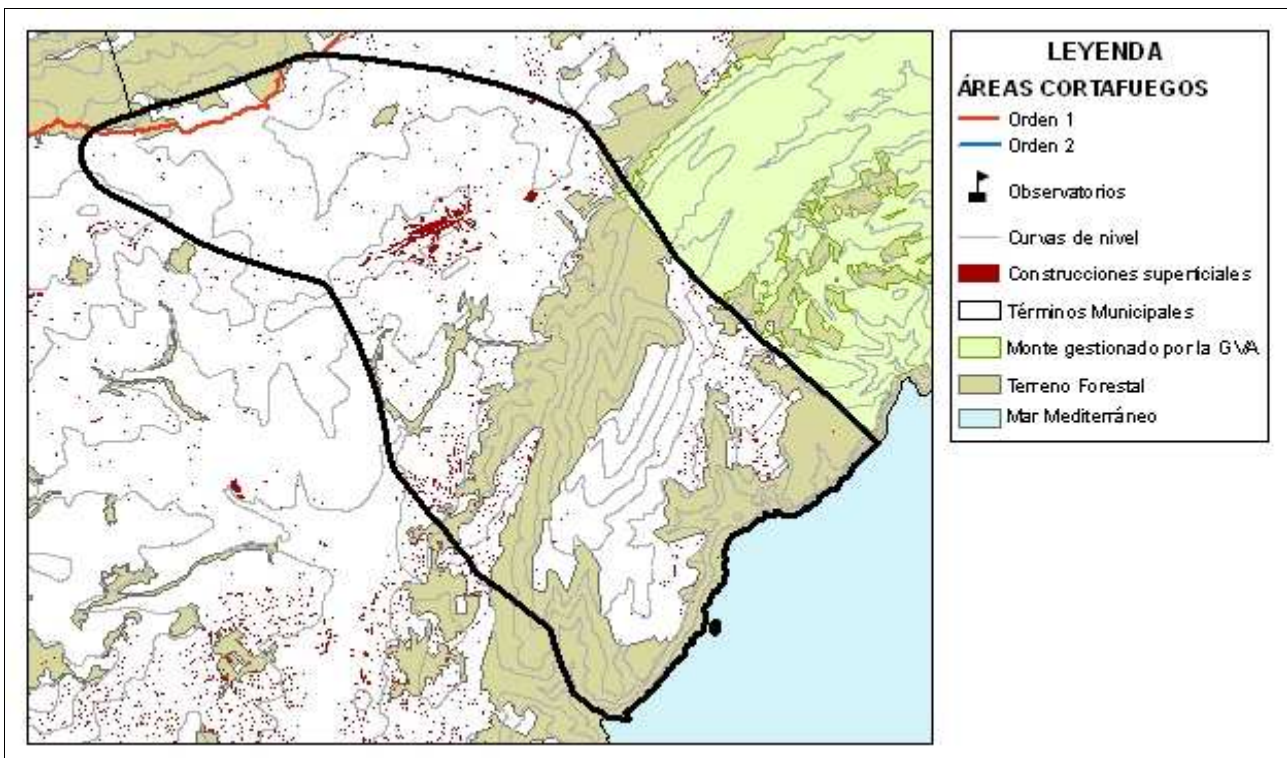 LEYENDA
ÁREAS CORTAFUEGOS
Orden 1
Orden 2
Observatorios
Curvas de nivel
Construcciones superficiales
Términos Municipales
Monte gestionado por la GVA
Terreno Forestal
Mar Mediterráneo